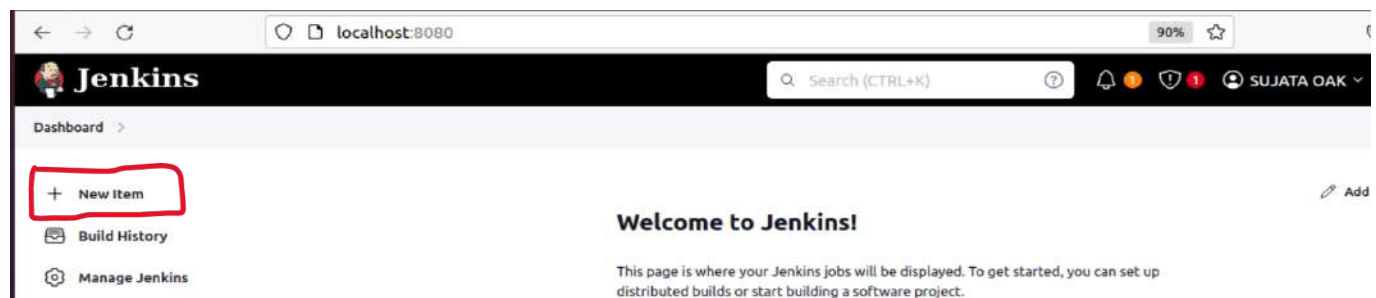 localhost:8080
90%
Jenkins
Search (CTRL+K)
1
1
SUJATA OAK
Dashboard
+ New Item
Add
Build History
Welcome to Jenkins!
Manage Jenkins
This page is where your Jenkins jobs will be displayed. To get started, you can set up
distributed builds or start building a software project.